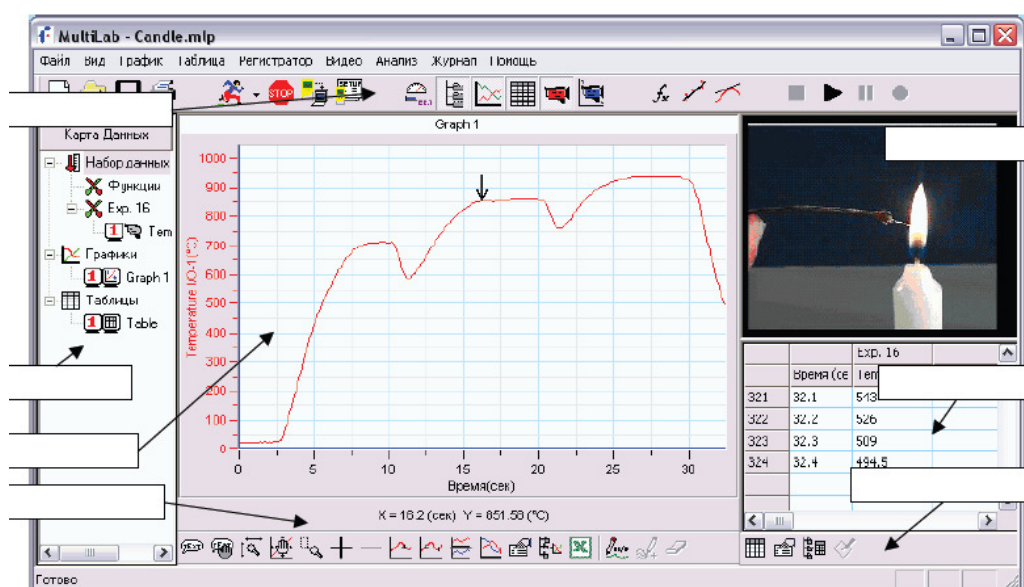 MultiLab - Candle.mlp
Файл Вид График Таблица Регистратор Видео Анализ Журнал Помощь
STOP SETUP
Graph 1
Карта Данных
Набор данных
Функции
Exp. 16
1 Tem
Графики
1 Graph 1
Таблицы
1 Table
1000
900
800
700
600
500
400
300
200
100
0
Temperature I/O-1 (°C)
0 5 10 15 20 25 30
Время(сек)
X = 16.2 (сек) Y = 851.58 (°C)
Exp. 16
Время (се
321 32.1 543
322 32.2 526
323 32.3 509
324 32.4 494.5
Готово